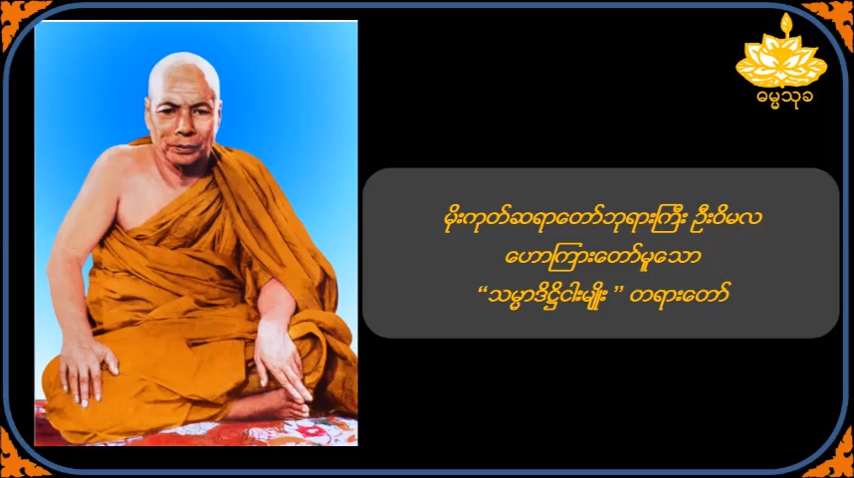 ဓမ္မသုခ
မိုးကုတ်ဆရာတော်ဘုရားကြီး ဦးဝိမလ
ဟောကြားတော်မူသော
“သမ္မာဒိဋ္ဌိငါးမျိုး ” တရားတော်